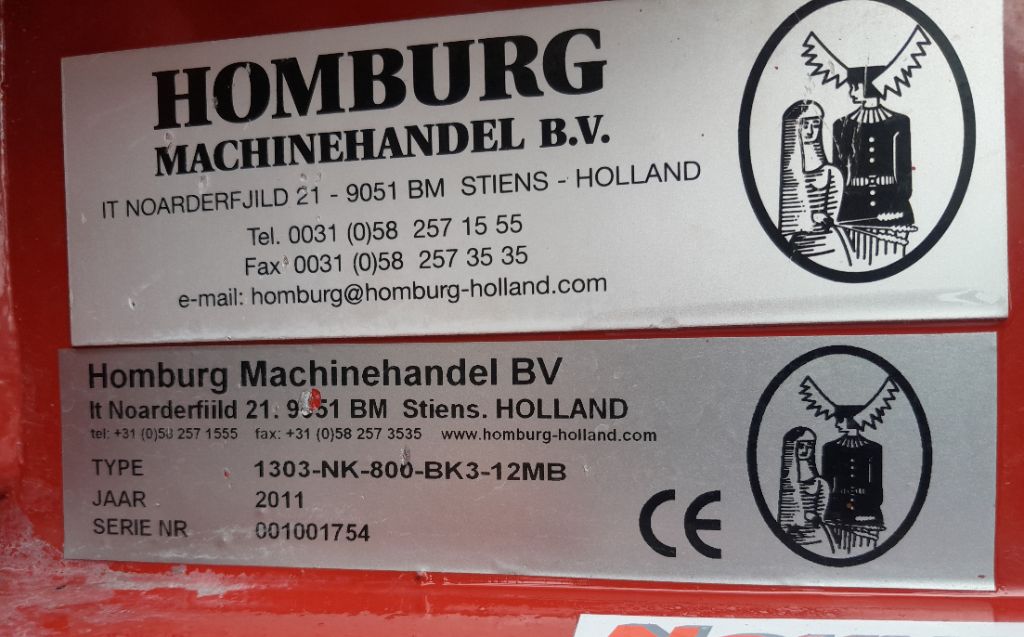 HOMBURG
MACHINEHANDEL B.V.
IT NOARDERFJILD 21 - 9051 BM STIENS - HOLLAND
Tel. 0031 (0)58 257 15 55
Fax 0031 (0)58 257 35 35
e-mail: homburg@homburg-holland.com
Homburg Machinehandel BV
It Noarderfiild 21. 9051 BM Stiens. HOLLAND
tel: +31 (0)58 257 1555 fax: +31 (0)58 257 3535 www.homburg-holland.com
TYPE 1303-NK-800-BK3-12MB
JAAR 2011
SERIE NR 001001754
CE